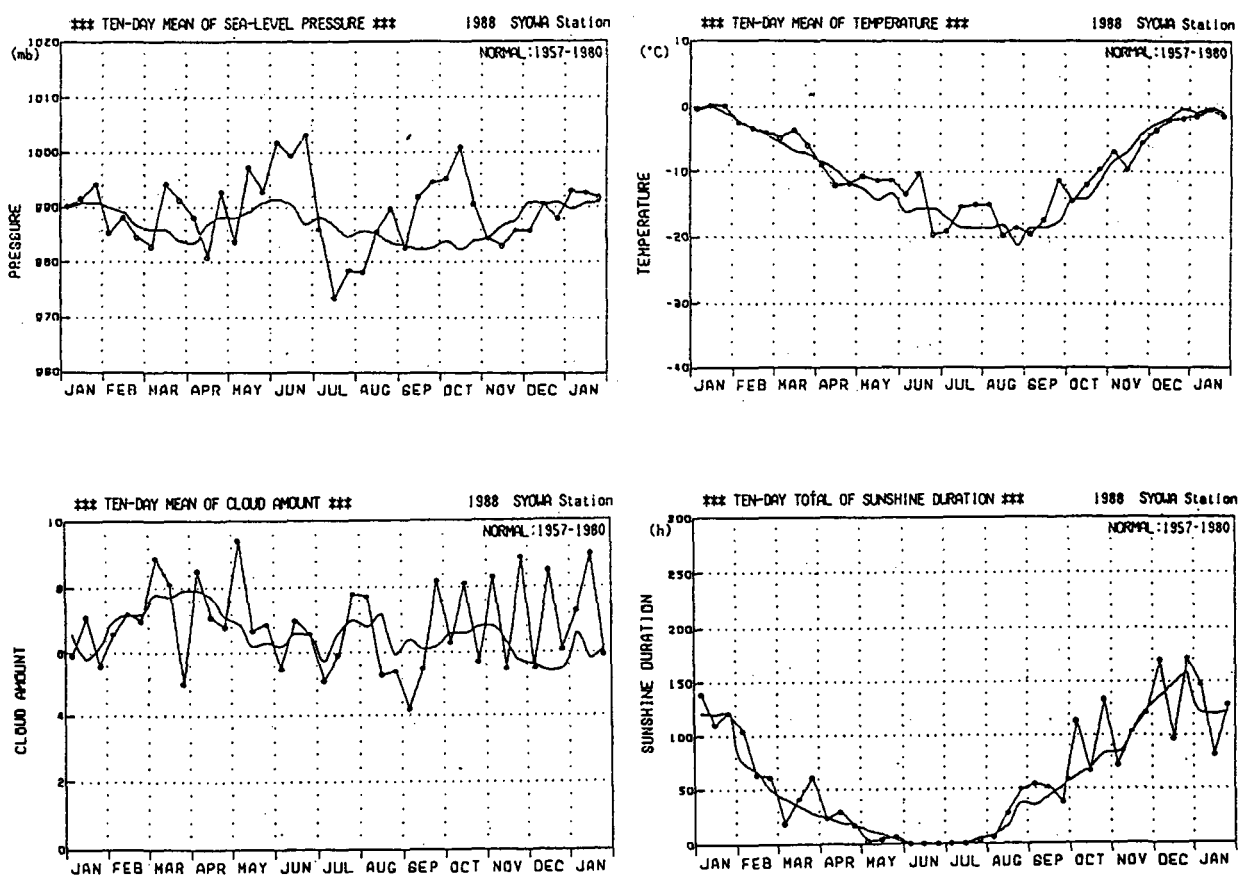 *** TEN-DAY MEAN OF SEA-LEVEL PRESSURE *** 1988 SYOWA Station
(mb)
NORMAL:1957-1980
1020
1010
1000
990
980
970
960
PRESSURE
JAN FEB MAR APR MAY JUN JUL AUG SEP OCT NOV DEC JAN
*** TEN-DAY MEAN OF TEMPERATURE *** 1988 SYOWA Station
(°C)
NORMAL:1957-1980
10
0
-10
-20
-30
-40
TEMPERATURE
JAN FEB MAR APR MAY JUN JUL AUG SEP OCT NOV DEC JAN
*** TEN-DAY MEAN OF CLOUD AMOUNT *** 1988 SYOWA Station
NORMAL:1957-1980
10
8
6
4
2
0
CLOUD AMOUNT
JAN FEB MAR APR MAY JUN JUL AUG SEP OCT NOV DEC JAN
*** TEN-DAY TOTAL OF SUNSHINE DURATION *** 1988 SYOWA Station
(h)
NORMAL:1957-1980
300
250
200
150
100
50
0
SUNSHINE DURATION
JAN FEB MAR APR MAY JUN JUL AUG SEP OCT NOV DEC JAN